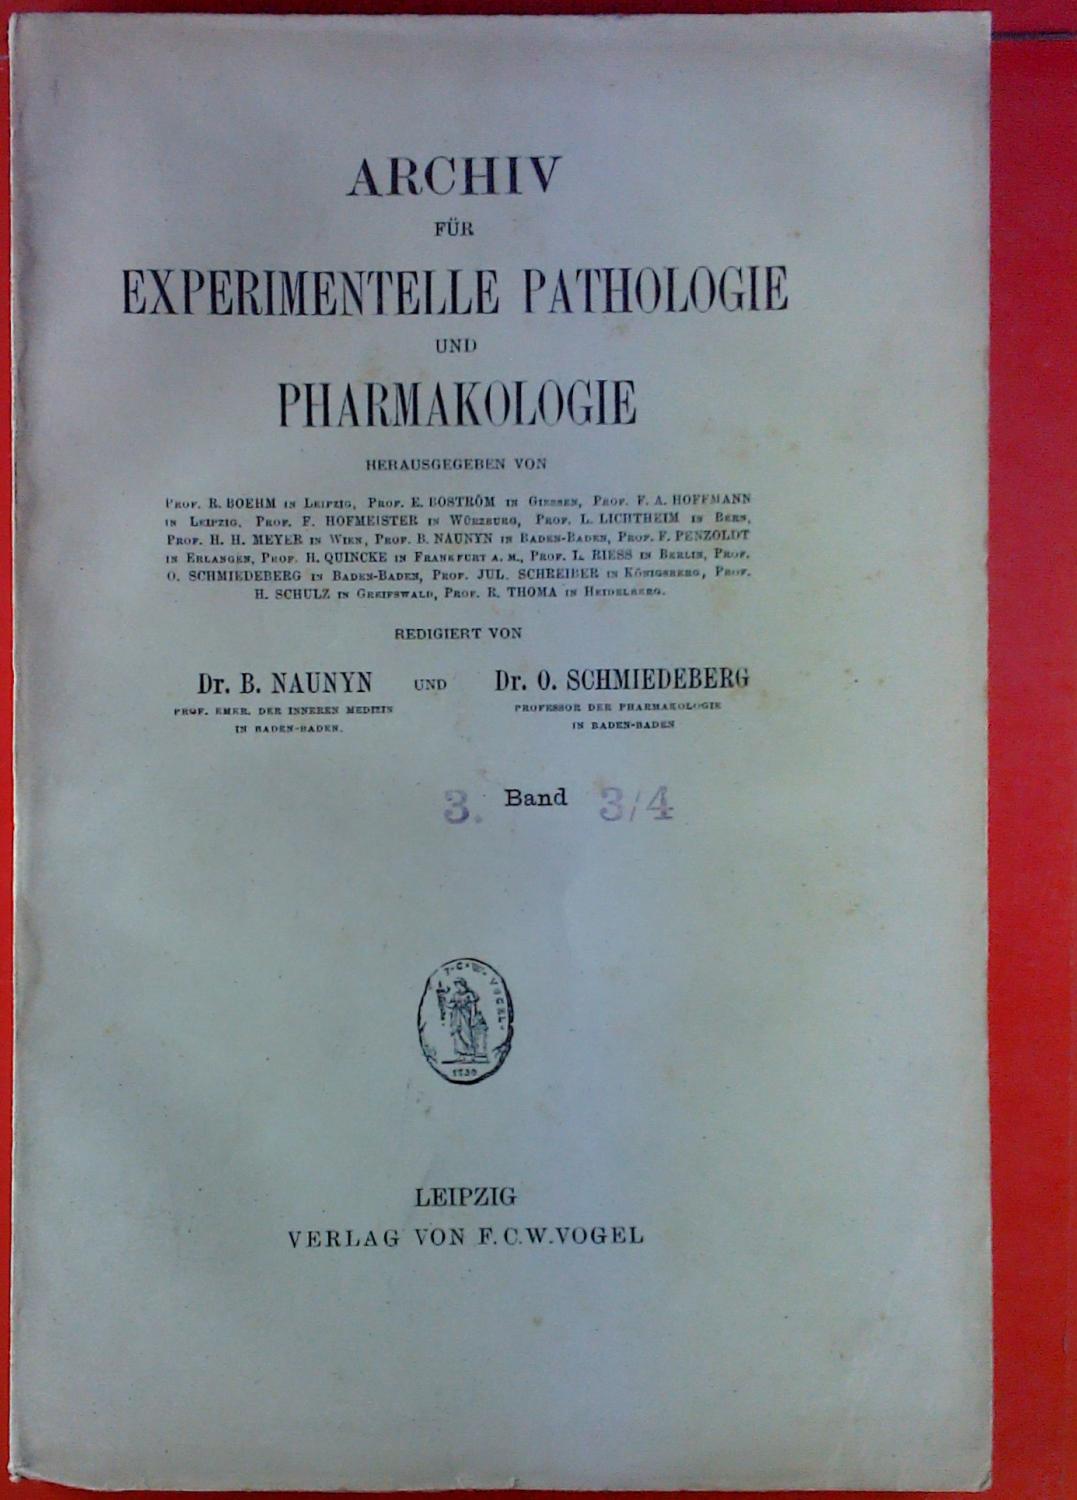 ARCHIV
FÜR
EXPERIMENTELLE PATHOLOGIE
UND
PHARMAKOLOGIE
HERAUSGEGEBEN VON
PROF. R. BOEHM IN LEIPZIG, PROF. E. BOSTRÖM IN GIESSEN, PROF. F. A. HOFFMANN
IN LEIPZIG, PROF. F. HOFMEISTER IN WÜRZBURG, PROF. L. LICHTHEIM IN BERN,
PROF. H. H. MEYER IN WIEN, PROF. B. NAUNYN IN BADEN-BADEN, PROF. F. PENZOLDT
IN ERLANGEN, PROF. H. QUINCKE IN FRANKFURT A. M., PROF. L. RIESS IN BERLIN, PROF.
O. SCHMIEDEBERG IN BADEN-BADEN, PROF. JUL. SCHREIBER IN KÖNIGSBERG, PROF.
H. SCHULZ IN GREIFSWALD, PROF. R. THOMA IN HEIDELBERG.
REDIGIERT VON
Dr. B. NAUNYN UND Dr. O. SCHMIEDEBERG
PROF. EMER. DER INNEREN MEDIZIN PROFESSOR DER PHARMAKOLOGIE
IN BADEN-BADEN. IN BADEN-BADEN
3. Band 3/4
F·C·W·VOGEL·
1730
LEIPZIG
VERLAG VON F.C.W.VOGEL